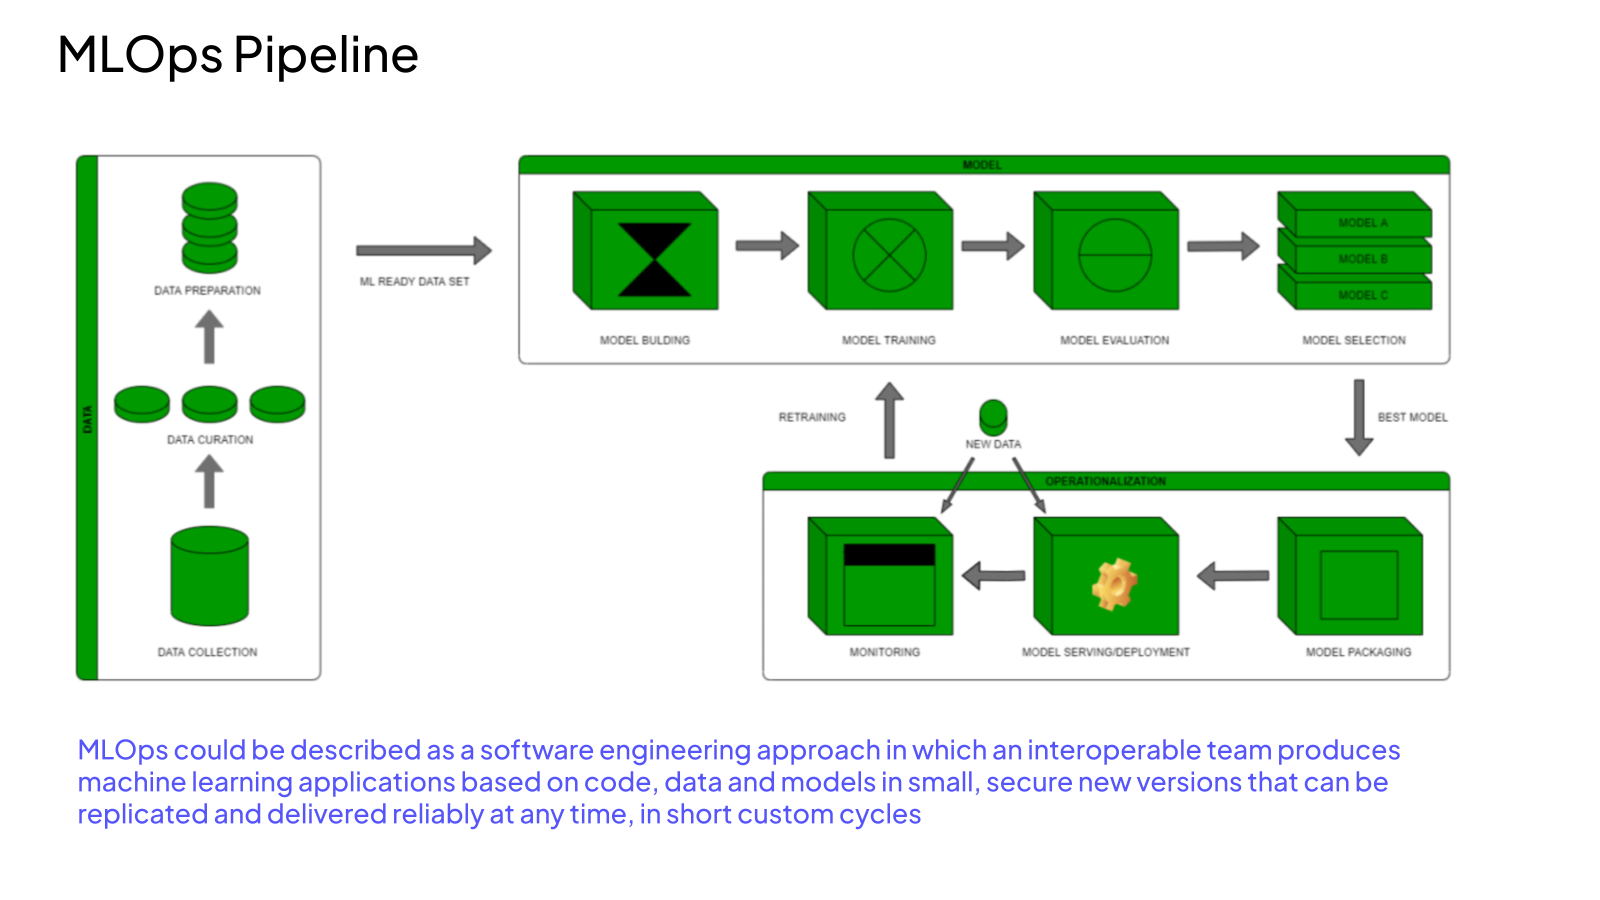 MLOps Pipeline
DATA
DATA PREPARATION
DATA CURATION
DATA COLLECTION
ML READY DATA SET
MODEL
MODEL BULDING
MODEL TRAINING
MODEL EVALUATION
MODEL A
MODEL B
MODEL C
MODEL SELECTION
RETRAINING
NEW DATA
BEST MODEL
OPERATIONALIZATION
MONITORING
MODEL SERVING/DEPLOYMENT
MODEL PACKAGING
MLOps could be described as a software engineering approach in which an interoperable team produces
machine learning applications based on code, data and models in small, secure new versions that can be
replicated and delivered reliably at any time, in short custom cycles